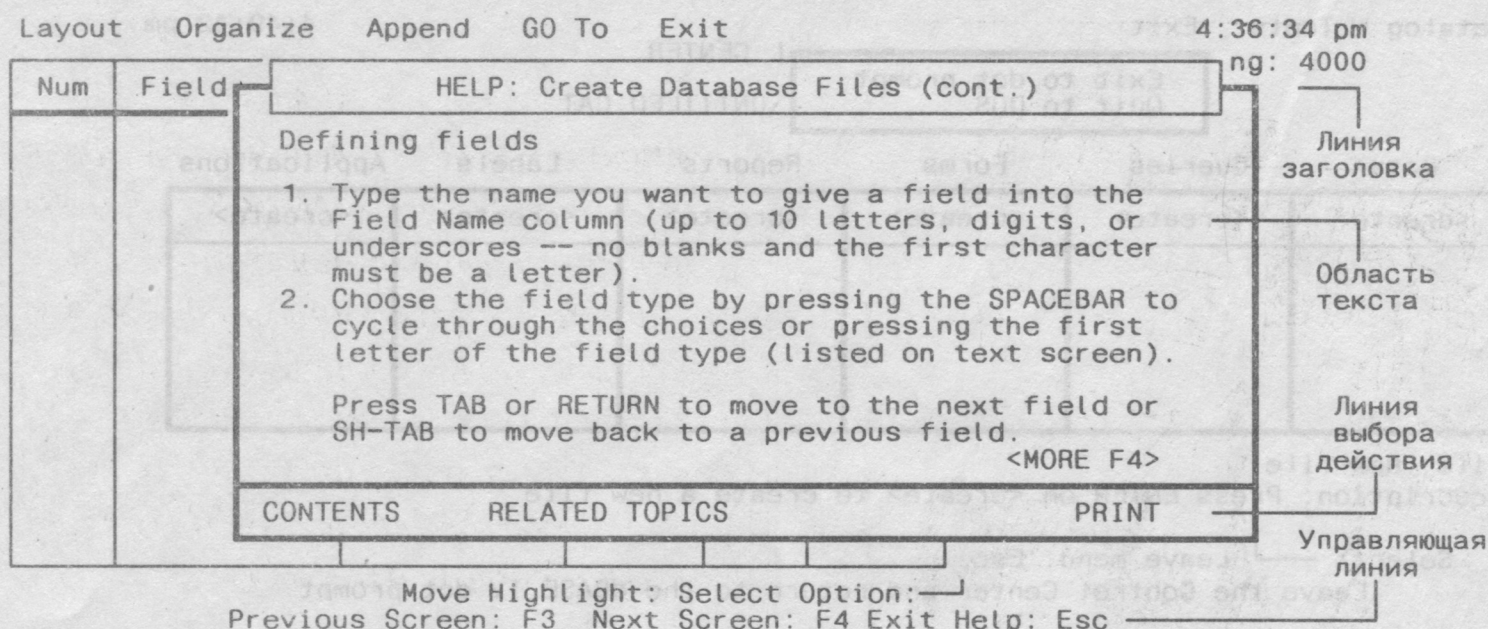 Layout Organize Append GO To Exit 4:36:34 pm
Num Field HELP: Create Database Files (cont.) ng: 4000
Defining fields
Линия
заголовка
1. Type the name you want to give a field into the
Field Name column (up to 10 letters, digits, or
underscores -- no blanks and the first character
must be a letter).
Область
текста
2. Choose the field type by pressing the SPACEBAR to
cycle through the choices or pressing the first
letter of the field type (listed on text screen).
Press TAB or RETURN to move to the next field or
SH-TAB to move back to a previous field.
<MORE F4>
Линия
выбора
действия
CONTENTS RELATED TOPICS PRINT
Управляющая
линия
Move Highlight: Select Option: ┘
Previous Screen: F3 Next Screen: F4 Exit Help: Esc